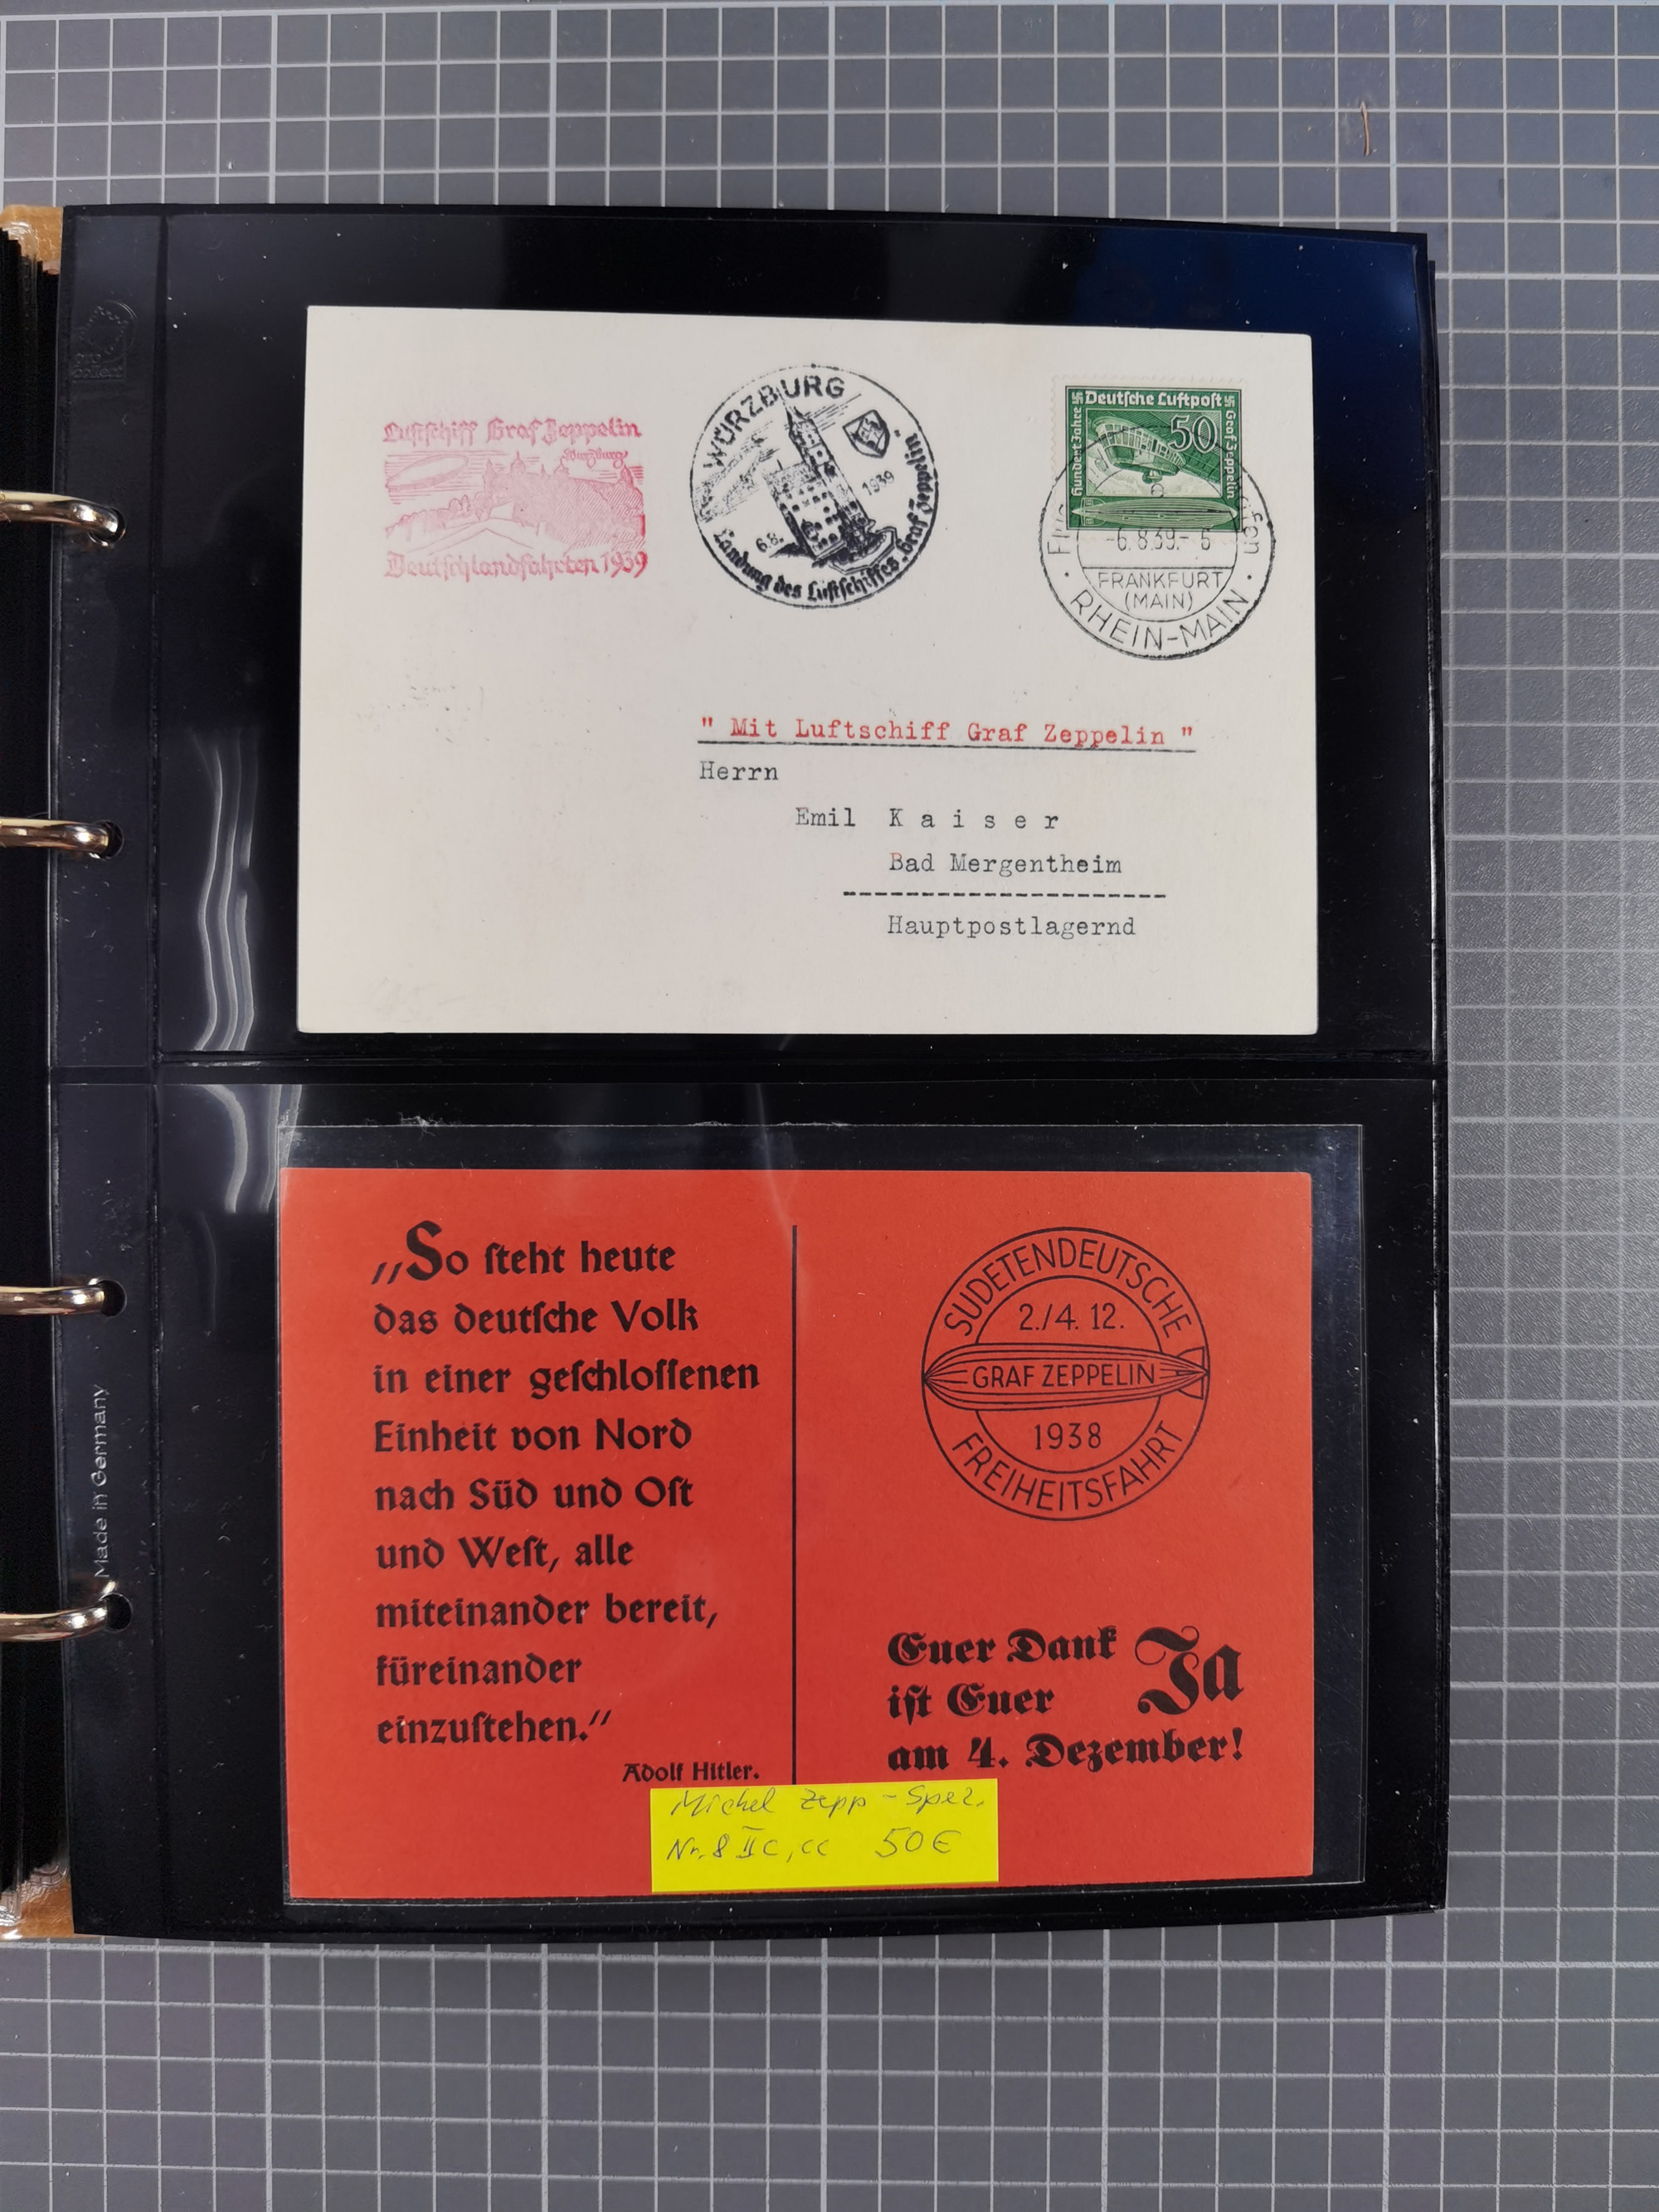 Luftschiff Graf Zeppelin
Würzburg
Deutschlandfahrten 1939
WÜRZBURG
6.8. 1939
Landung des Luftschiffes „Graf Zeppelin"
Deutsche Luftpost
Hundert Jahre
50
Graf Zeppelin
-6.8.39.- 6
FRANKFURT
(MAIN)
RHEIN-MAIN
" Mit Luftschiff Graf Zeppelin "
Herrn
Emil Kaiser
Bad Mergentheim
Hauptpostlagernd
„So steht heute
das deutsche Volk
in einer geschlossenen
Einheit von Nord
nach Süd und Ost
und West, alle
miteinander bereit,
füreinander
einzustehen."
Adolf Hitler.
SUDETENDEUTSCHE
2./4. 12.
GRAF ZEPPELIN
1938
FREIHEITSFAHRT
Euer Dank
ist Euer Ja
am 4. Dezember!
Michel Zepp-Spez.
Nr. 8 II c, cc 50€
Made in Germany